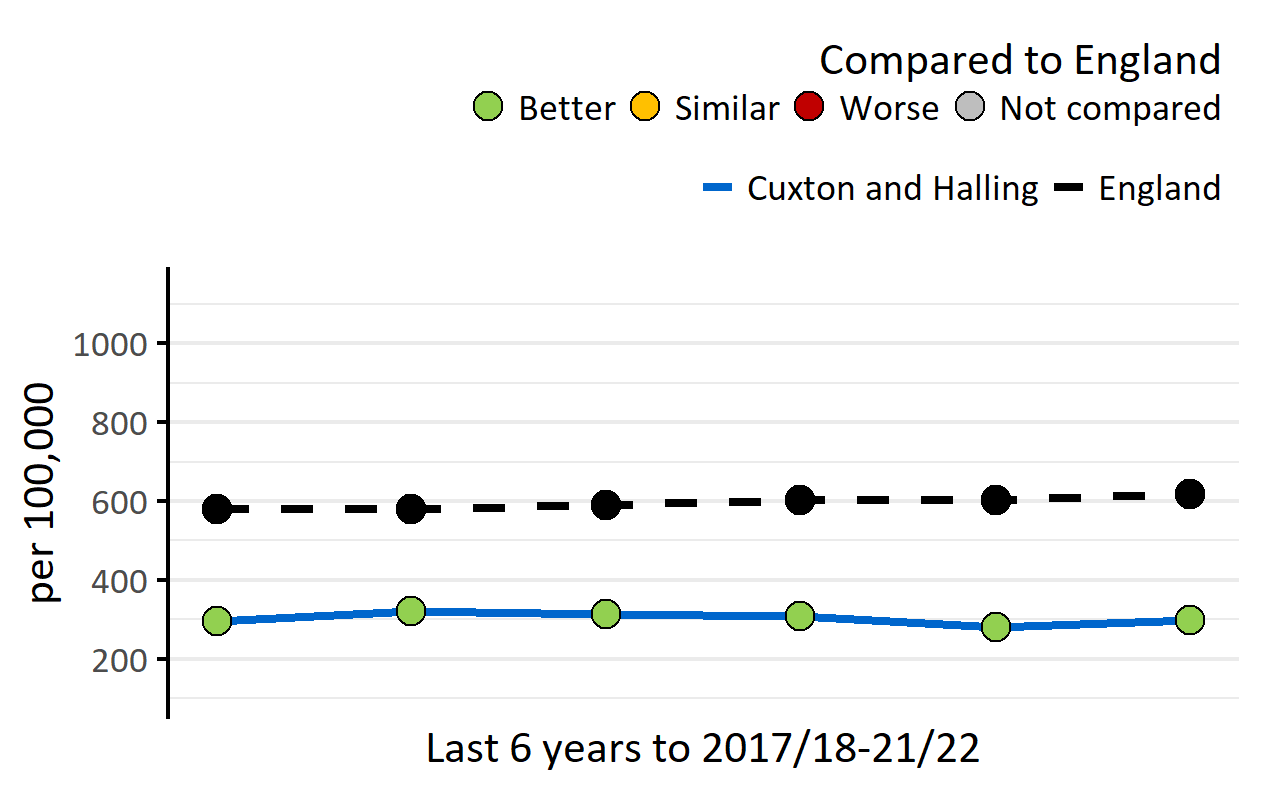 Compared to England
Better Similar Worse Not compared
Cuxton and Halling England
1000
800
600
400
200
per 100,000
Last 6 years to 2017/18-21/22